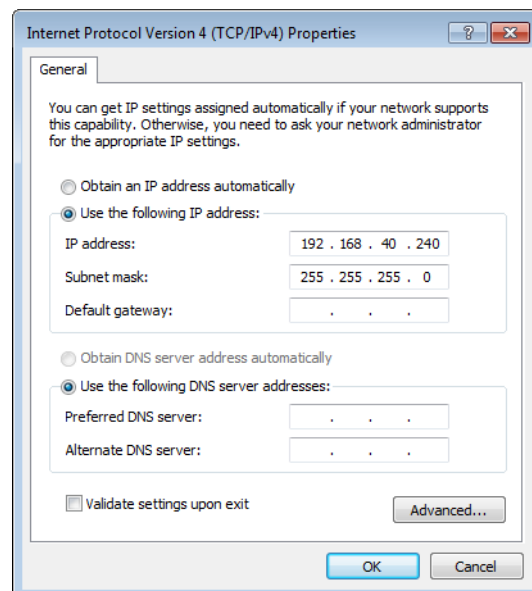 Internet Protocol Version 4 (TCP/IPv4) Properties
General
You can get IP settings assigned automatically if your network supports
this capability. Otherwise, you need to ask your network administrator
for the appropriate IP settings.
Obtain an IP address automatically
Use the following IP address:
IP address: 192 . 168 . 40 . 240
Subnet mask: 255 . 255 . 255 . 0
Default gateway: . . .
Obtain DNS server address automatically
Use the following DNS server addresses:
Preferred DNS server: . . .
Alternate DNS server: . . .
Validate settings upon exit
Advanced...
OK Cancel